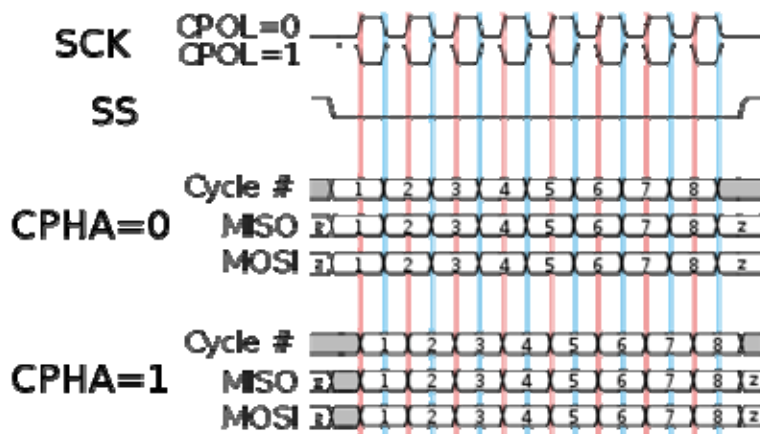 SCK CPOL=0
CPOL=1
SS
Cycle # 1 2 3 4 5 6 7 8
CPHA=0 MISO z 1 2 3 4 5 6 7 8 z
MOSI z 1 2 3 4 5 6 7 8 z
Cycle # 1 2 3 4 5 6 7 8
CPHA=1 MISO z 1 2 3 4 5 6 7 8 z
MOSI z 1 2 3 4 5 6 7 8 z